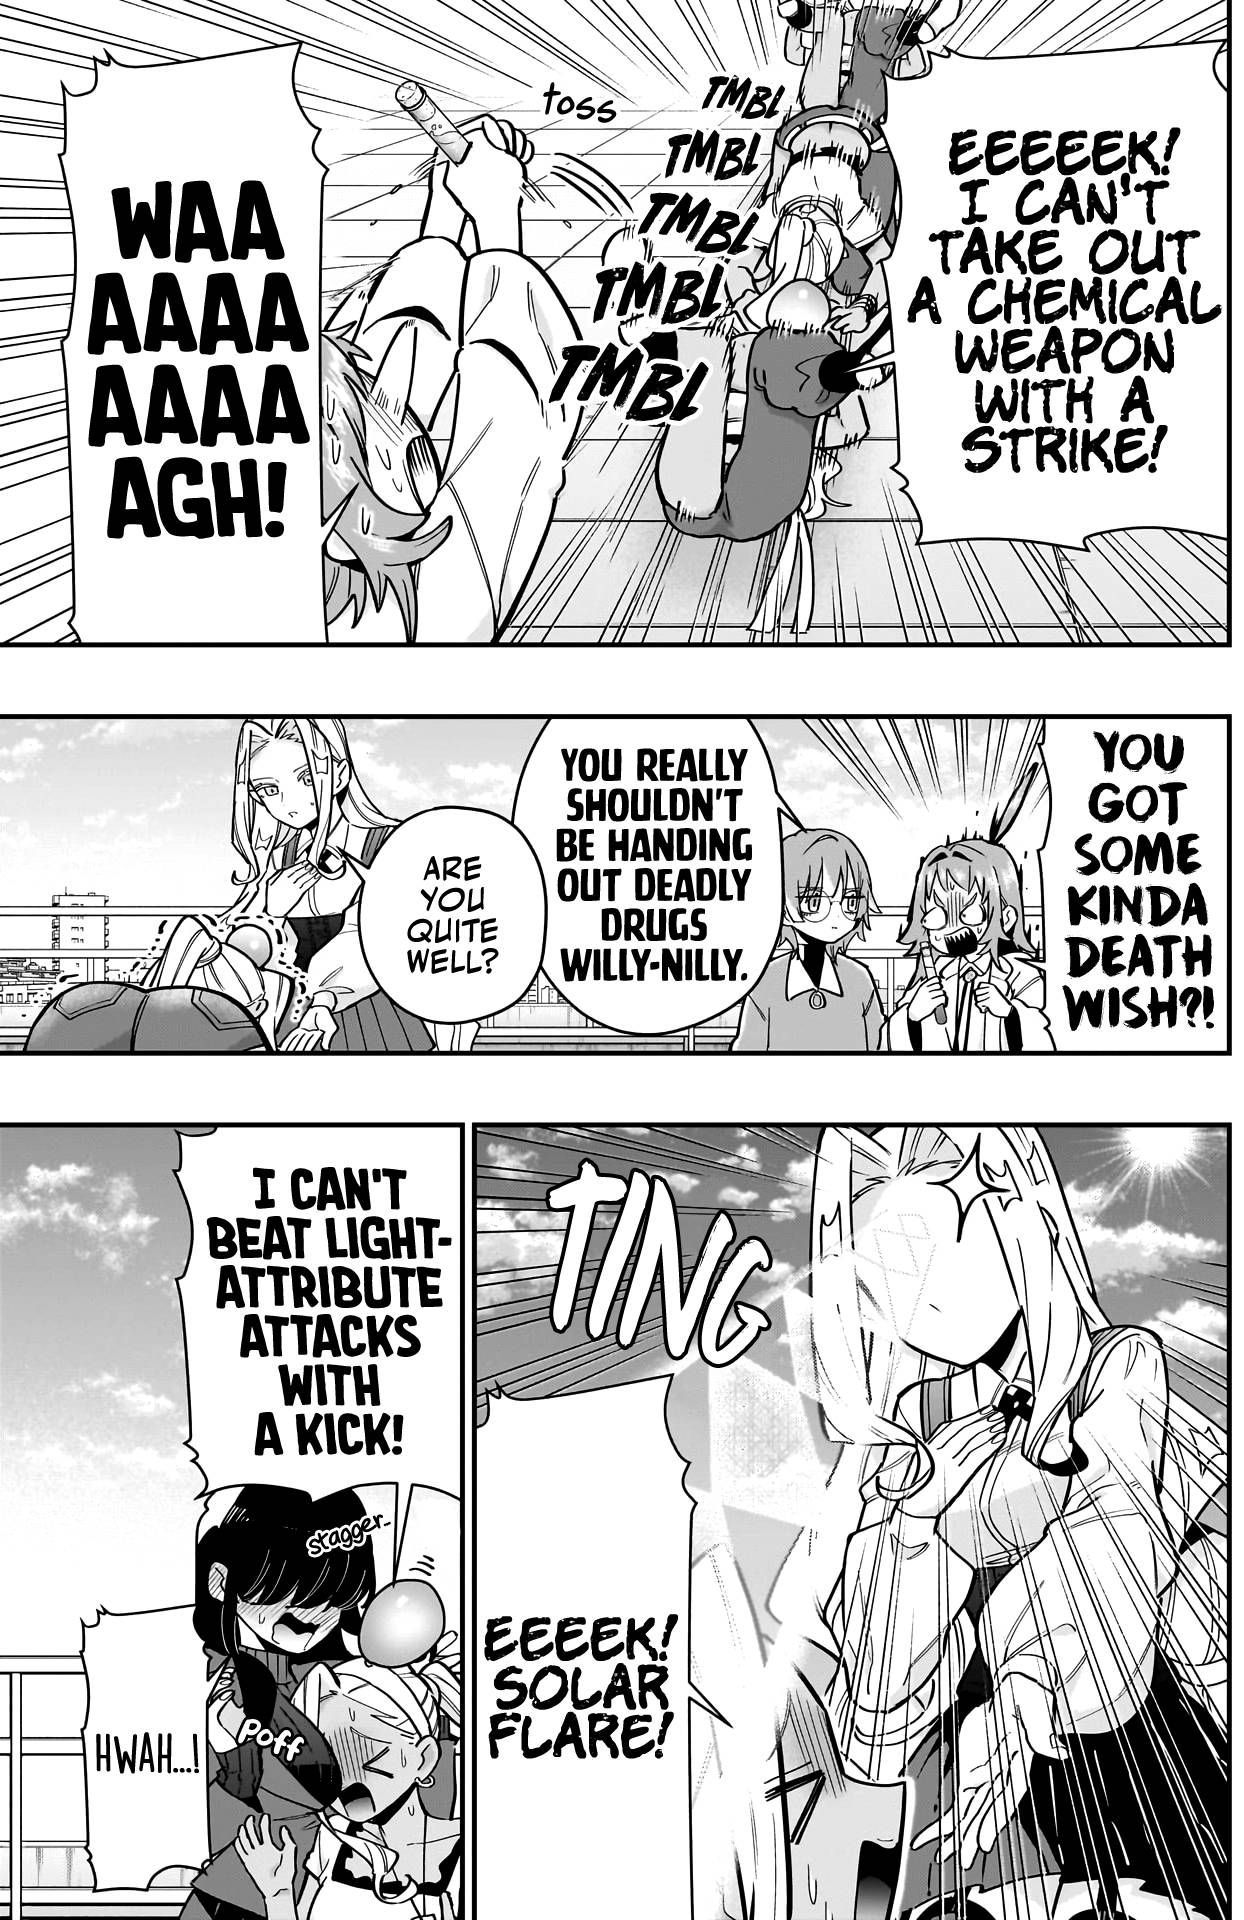 EEEEEK!
I CAN'T
TAKE OUT
A CHEMICAL
WEAPON
WITH A
STRIKE!
TMBL
TMBL
TMBL
TMBL
TMBL
toss
WAA
AAAA
AAAA
AGH!
YOU
GOT
SOME
KINDA
DEATH
WISH?!
YOU REALLY
SHOULDN'T
BE HANDING
OUT DEADLY
DRUGS
WILLY-NILLY.
ARE
YOU
QUITE
WELL?
TING
EEEEK!
SOLAR
FLARE!
I CAN'T
BEAT LIGHT-
ATTRIBUTE
ATTACKS
WITH
A KICK!
stagger..
POFF
HWAH...!